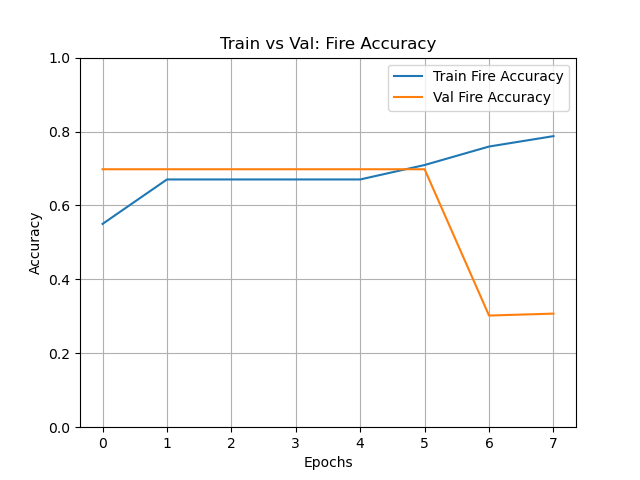 Train vs Val: Fire Accuracy
Train Fire Accuracy
Val Fire Accuracy
Accuracy
1.0
0.8
0.6
0.4
0.2
0.0
0 1 2 3 4 5 6 7
Epochs